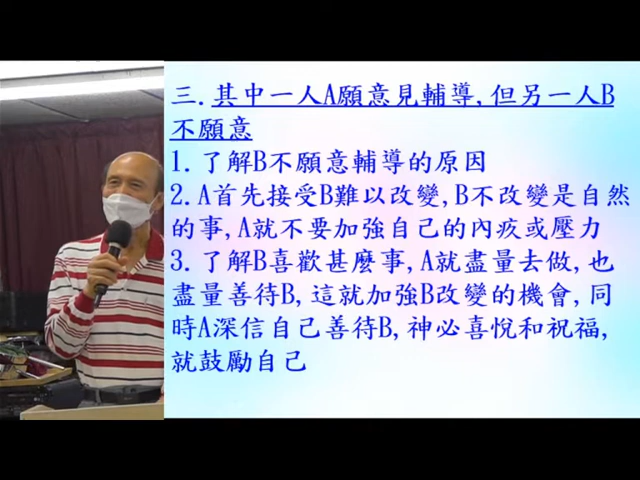 三.其中一人A願意見輔導,但另一人B
不願意
1.了解B不願意輔導的原因
2.A首先接受B難以改變,B不改變是自然
的事,A就不要加強自己的內疚或壓力
3.了解B喜歡甚麼事,A就盡量去做,也
盡量善待B,這就加強B改變的機會,同
時A深信自己善待B,神必喜悅和祝福,
就鼓勵自己